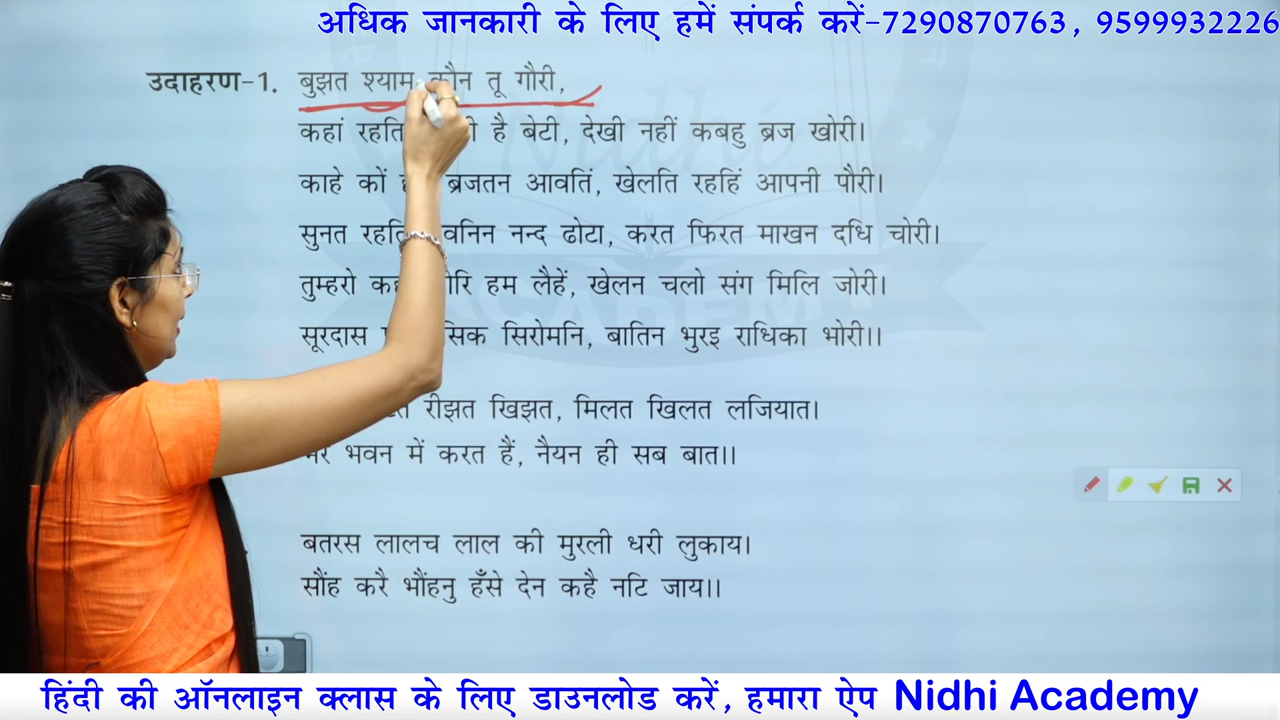 अधिक जानकारी के लिए हमें संपर्क करें-7290870763, 9599932226
उदाहरण-1. बुझत श्याम कौन तू गौरी,
कहां रहति है बेटी, देखी नहीं कबहु ब्रज खोरी।
काहे कों ब्रजतन आवतिं, खेलति रहहिं आपनी पौरी।
सुनत रहति नन्द ढोटा, करत फिरत माखन दधि चोरी।
तुम्हरो हम लैहें, खेलन चलो संग मिलि जोरी।
सूरदास सिरोमनि, बातिन भुरइ राधिका भोरी।।
रीझत खिझत, मिलत खिलत लजियात।
भवन में करत हैं, नैयन ही सब बात।।
बतरस लालच लाल की मुरली धरी लुकाय।
सौंह करै भौंहनु हँसे देन कहै नटि जाय।।
Nidhi
ACADEMY
हिंदी की ऑनलाइन क्लास के लिए डाउनलोड करें, हमारा ऐप Nidhi Academy